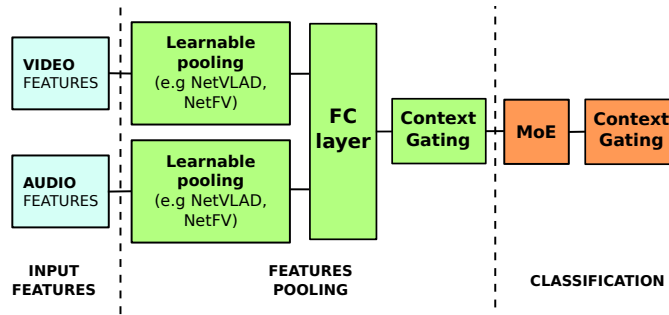 VIDEO
FEATURES
Learnable
pooling
(e.g NetVLAD,
NetFV)
AUDIO
FEATURES
Learnable
pooling
(e.g NetVLAD,
NetFV)
FC
layer
Context
Gating
MoE
Context
Gating
INPUT
FEATURES
FEATURES
POOLING
CLASSIFICATION